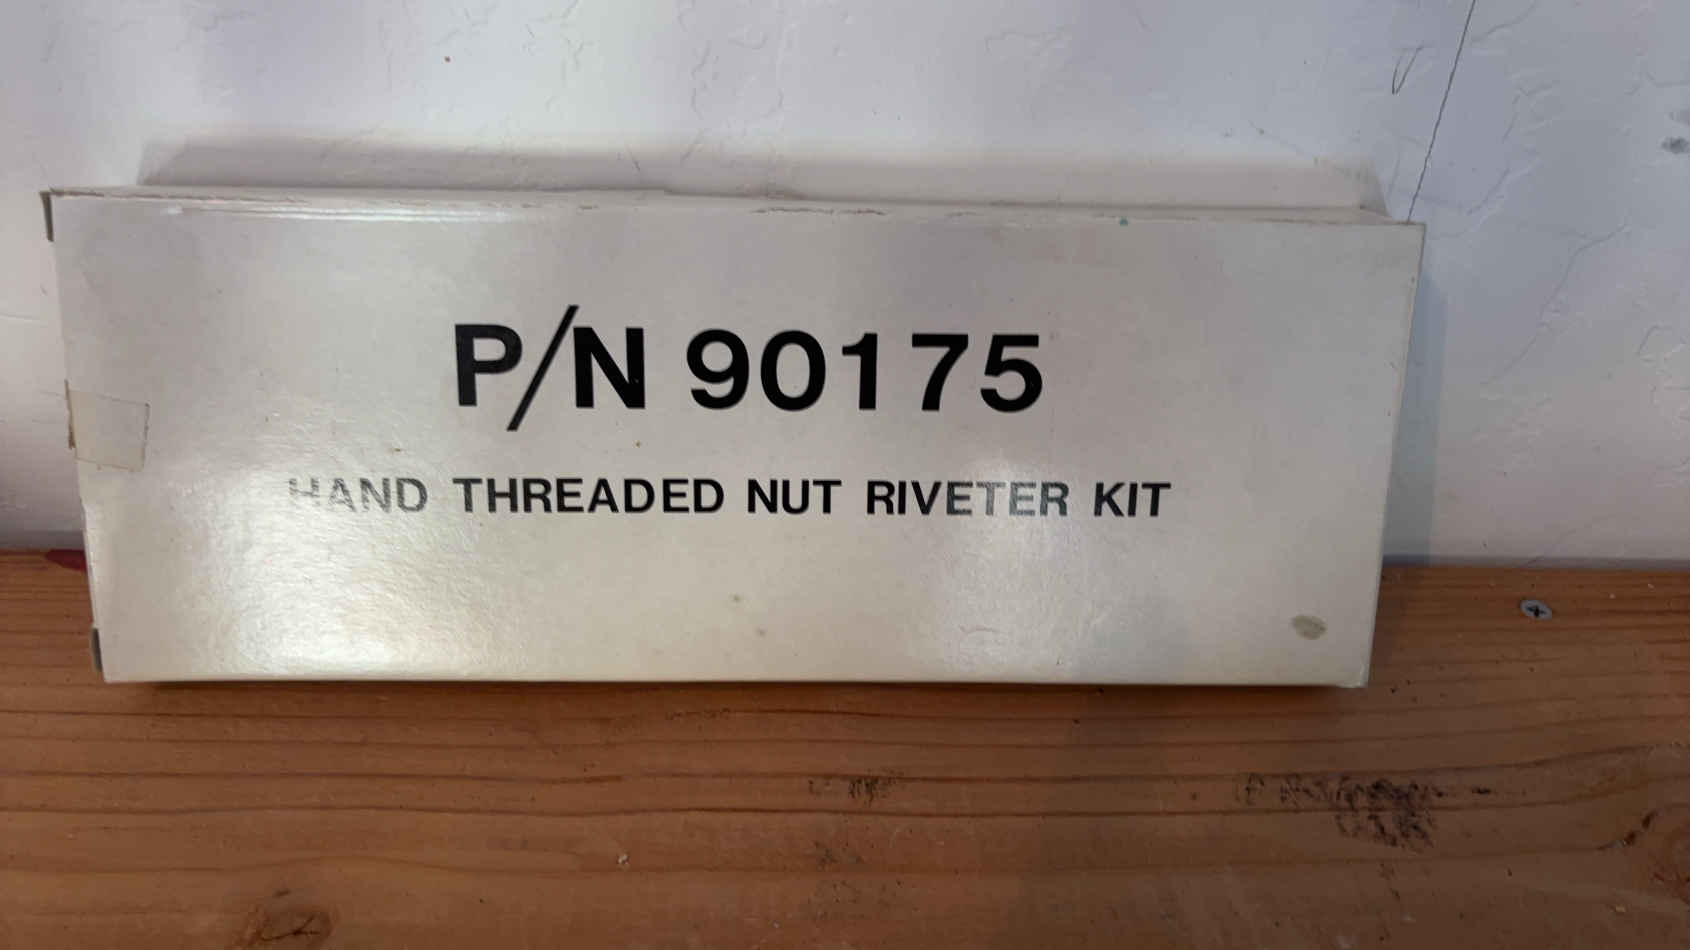 P/N 90175
HAND THREADED NUT RIVETER KIT